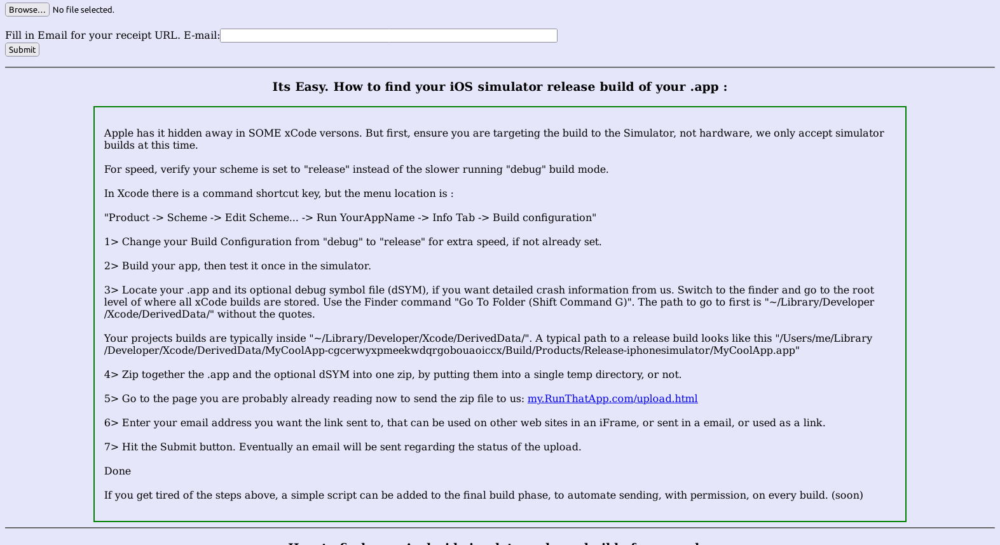 Browse... No file selected.
Fill in Email for your receipt URL. E-mail:
Submit
Its Easy. How to find your iOS simulator release build of your .app :
Apple has it hidden away in SOME xCode versons. But first, ensure you are targeting the build to the Simulator, not hardware, we only accept simulator
builds at this time.
For speed, verify your scheme is set to "release" instead of the slower running "debug" build mode.
In Xcode there is a command shortcut key, but the menu location is :
"Product -> Scheme -> Edit Scheme... -> Run YourAppName -> Info Tab -> Build configuration"
1> Change your Build Configuration from "debug" to "release" for extra speed, if not already set.
2> Build your app, then test it once in the simulator.
3> Locate your .app and its optional debug symbol file (dSYM), if you want detailed crash information from us. Switch to the finder and go to the root
level of where all xCode builds are stored. Use the Finder command "Go To Folder (Shift Command G)". The path to go to first is "~/Library/Developer
/Xcode/DerivedData/" without the quotes.
Your projects builds are typically inside "~/Library/Developer/Xcode/DerivedData/". A typical path to a release build looks like this "/Users/me/Library
/Developer/Xcode/DerivedData/MyCoolApp-cgcerwyxpmeekwdqrgobouaoiccx/Build/Products/Release-iphonesimulator/MyCoolApp.app"
4> Zip together the .app and the optional dSYM into one zip, by putting them into a single temp directory, or not.
5> Go to the page you are probably already reading now to send the zip file to us: my.RunThatApp.com/upload.html
6> Enter your email address you want the link sent to, that can be used on other web sites in an iFrame, or sent in a email, or used as a link.
7> Hit the Submit button. Eventually an email will be sent regarding the status of the upload.
Done
If you get tired of the steps above, a simple script can be added to the final build phase, to automate sending, with permission, on every build. (soon)